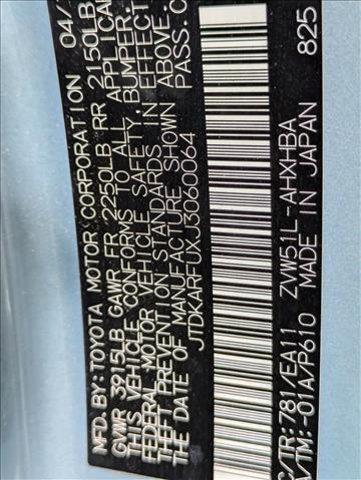 MFD. BY: TOYOTA MOTOR CORPORATION 04/
GVWR 3915LB GAWR FR 2250LB RR 2150LB
THIS VEHICLE CONFORMS TO ALL APPLICA
FEDERAL MOTOR VEHICLE SAFETY, BUMPER
THEFT PREVENTION STANDARDS IN EFFECT
THE DATE OF MANUFACTURE SHOWN ABOVE.
JTDKARFUXJ3060064 PASS.C
C/TR: 781/EA11 ZVW51L-AHXHBA
/TM:-01A/P610 MADE IN JAPAN 825